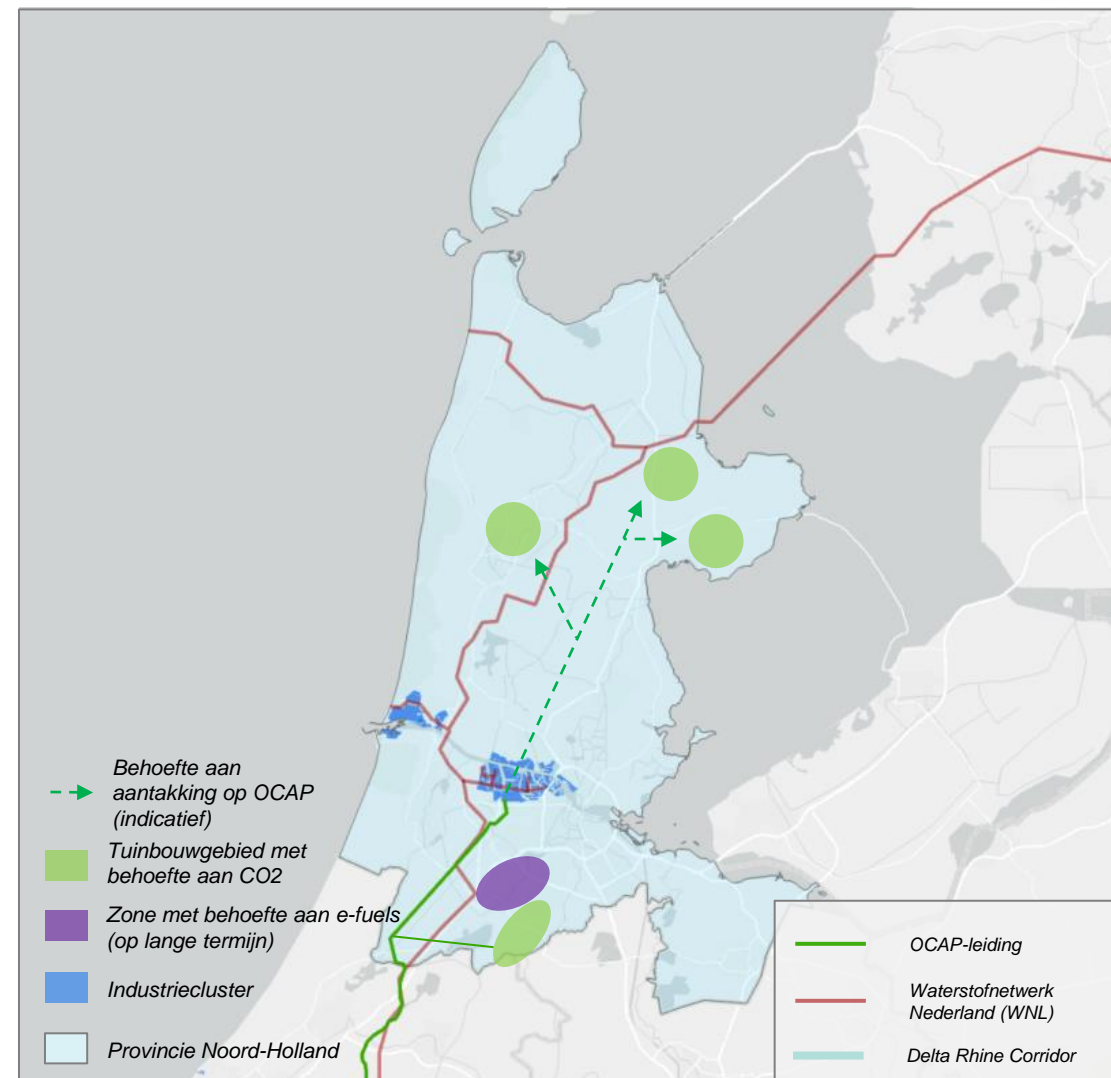 Behoefte aan
aantakking op OCAP
(indicatief)
Tuinbouwgebied met
behoefte aan CO2
Zone met behoefte aan e-fuels
(op lange termijn)
Industriecluster
Provincie Noord-Holland
OCAP-leiding
Waterstofnetwerk
Nederland (WNL)
Delta Rhine Corridor